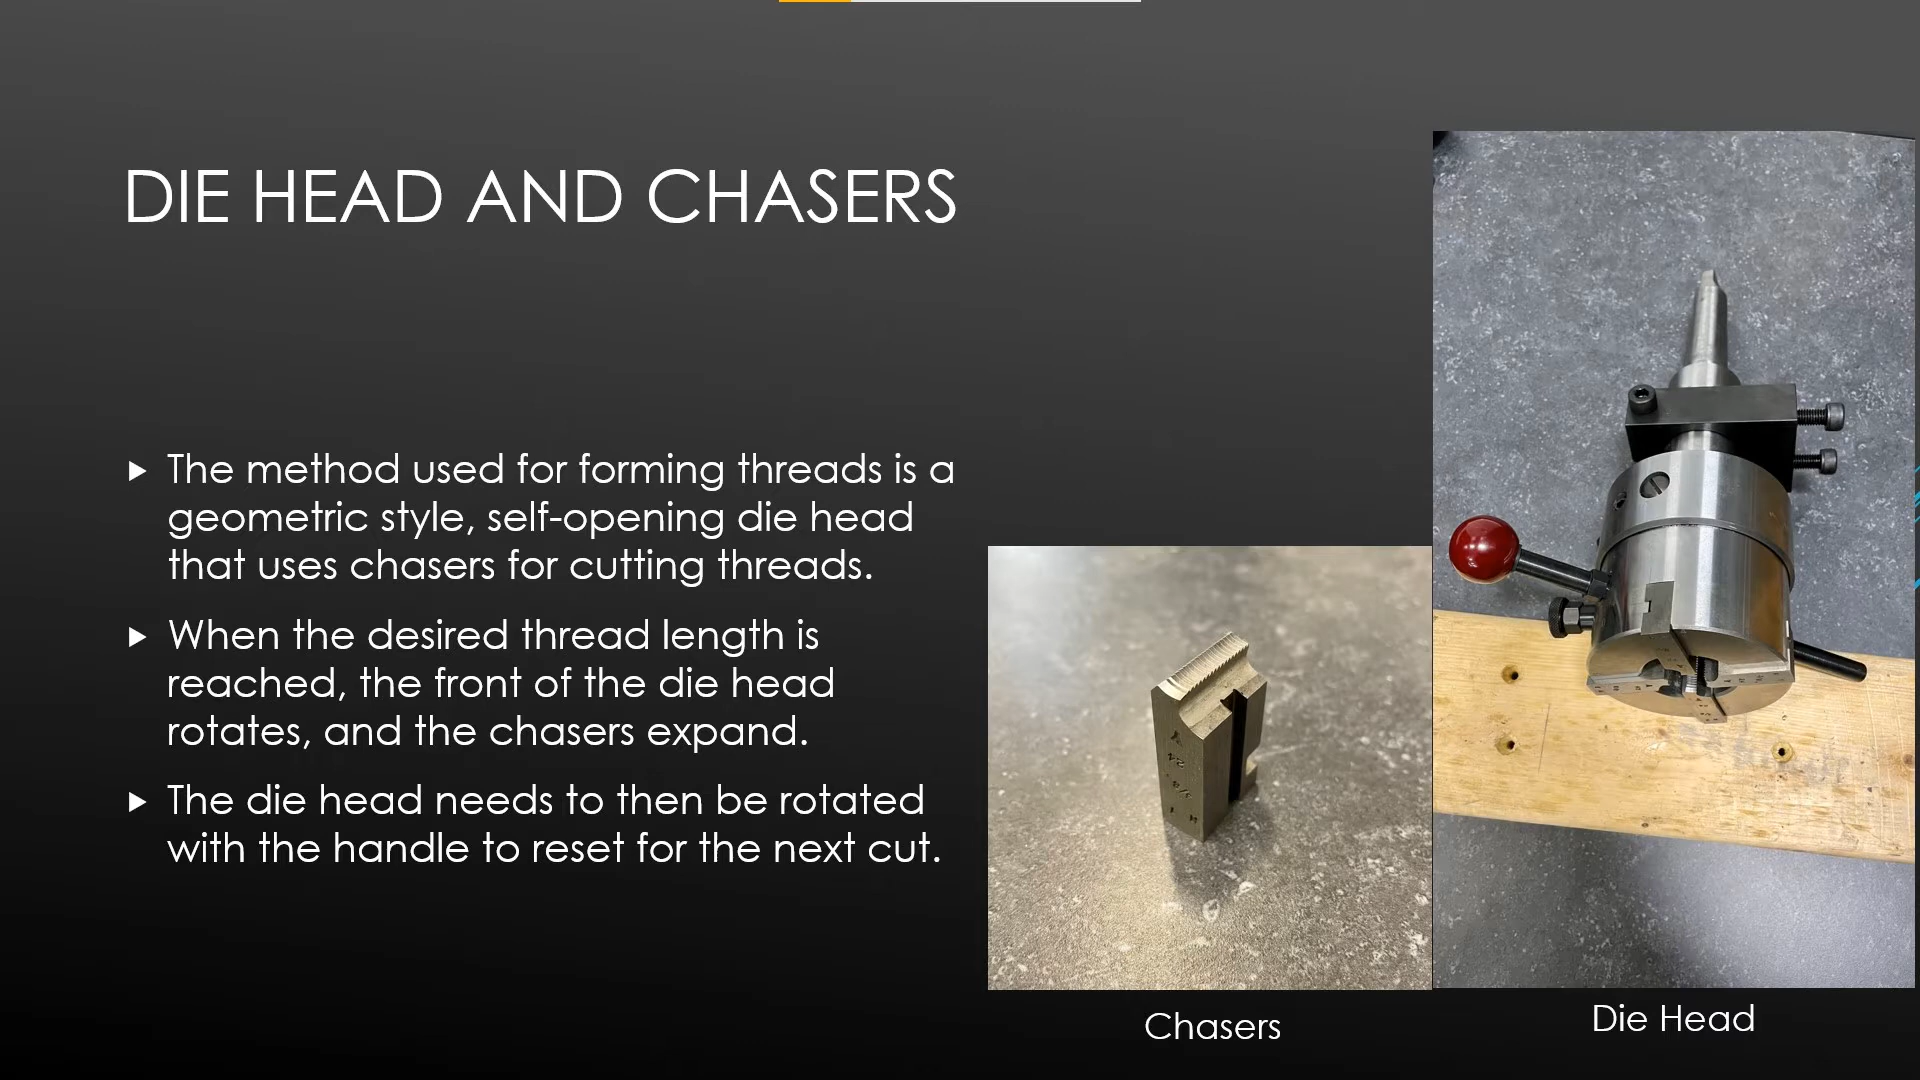 DIE HEAD AND CHASERS
The method used for forming threads is a
geometric style, self-opening die head
that uses chasers for cutting threads.
When the desired thread length is
reached, the front of the die head
rotates, and the chasers expand.
The die head needs to then be rotated
with the handle to reset for the next cut.
Chasers
Die Head